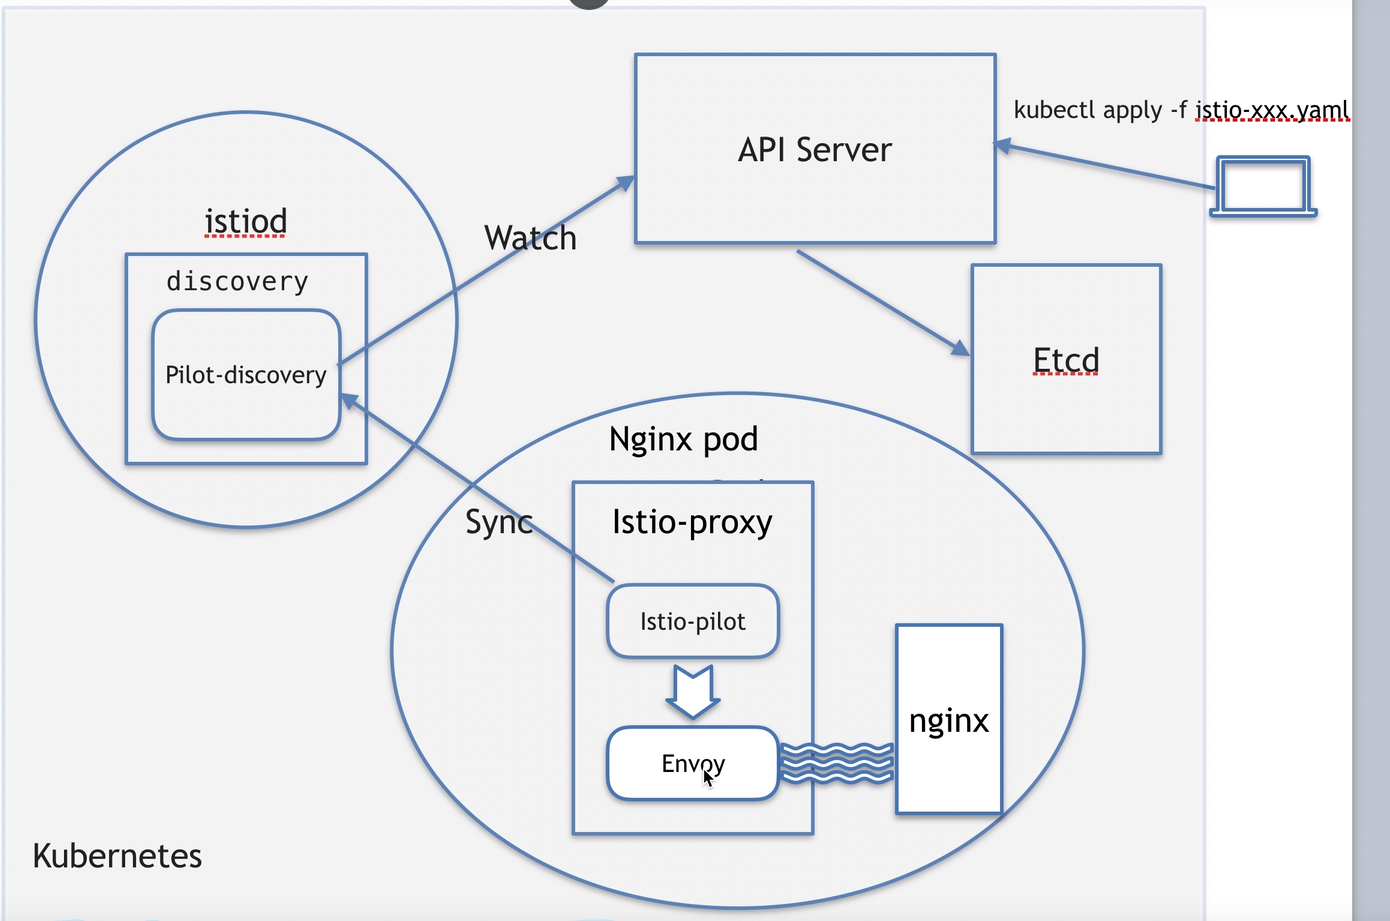 kubectl apply -f istio-xxx.yaml
API Server
istiod
Watch
discovery
Etcd
Pilot-discovery
Nginx pod
Sync
Istio-proxy
Istio-pilot
nginx
Envoy
Kubernetes